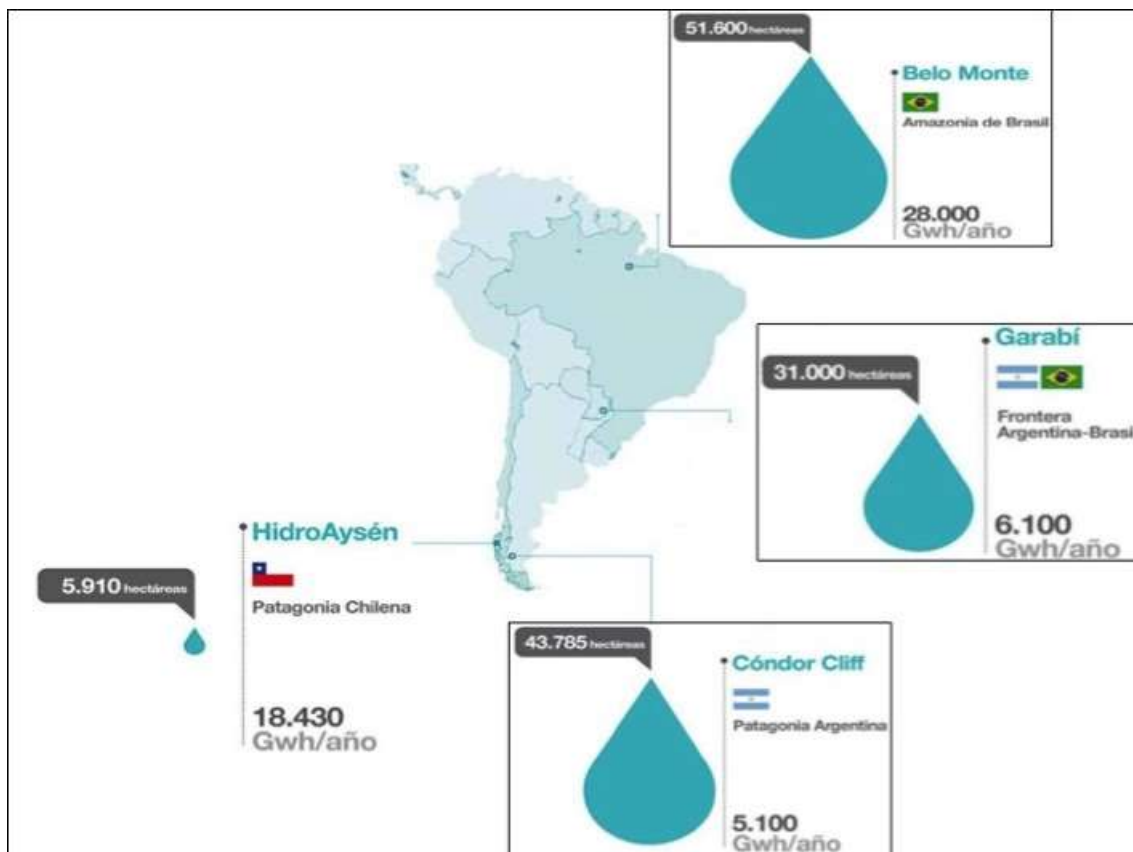 51.600 hectáreas
Belo Monte
Amazonia de Brasil
28.000
Gwh/año
Garabí
31.000 hectáreas
Frontera
Argentina-Brasil
6.100
Gwh/año
HidroAysén
5.910 hectáreas
Patagonia Chilena
18.430
Gwh/año
43.785 hectáreas
Cóndor Cliff
Patagonia Argentina
5.100
Gwh/año